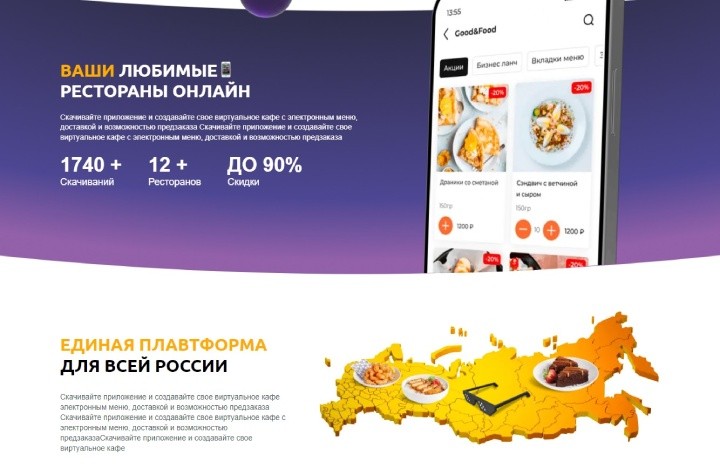 ВАШИ ЛЮБИМЫЕ
РЕСТОРАНЫ ОНЛАЙН
Скачивайте приложение и создавайте свое виртуальное кафе с электронным меню,
доставкой и возможностью предзаказа Скачивайте приложение и создавайте свое
виртуальное кафе с электронным меню, доставкой и возможностью предзаказа
1740 + 12 + ДО 90%
Скачиваний Ресторанов Скидки
13:55
Good&Food
Акции Бизнес ланч Вкладки меню
-20% -20%
Драники со сметаной Сэндвич с ветчиной
и сыром
150гр 150гр
+ 1200 ₽ - 10 + 1200 ₽
-20% -20%
ЕДИНАЯ ПЛАВТФОРМА
ДЛЯ ВСЕЙ РОССИИ
Скачивайте приложение и создавайте свое виртуальное кафе
электронным меню, доставкой и возможностью предзаказа
Скачивайте приложение и создавайте свое виртуальное кафе с
электронным меню, доставкой и возможностью
предзаказаСкачивайте приложение и создавайте свое
виртуальное кафе